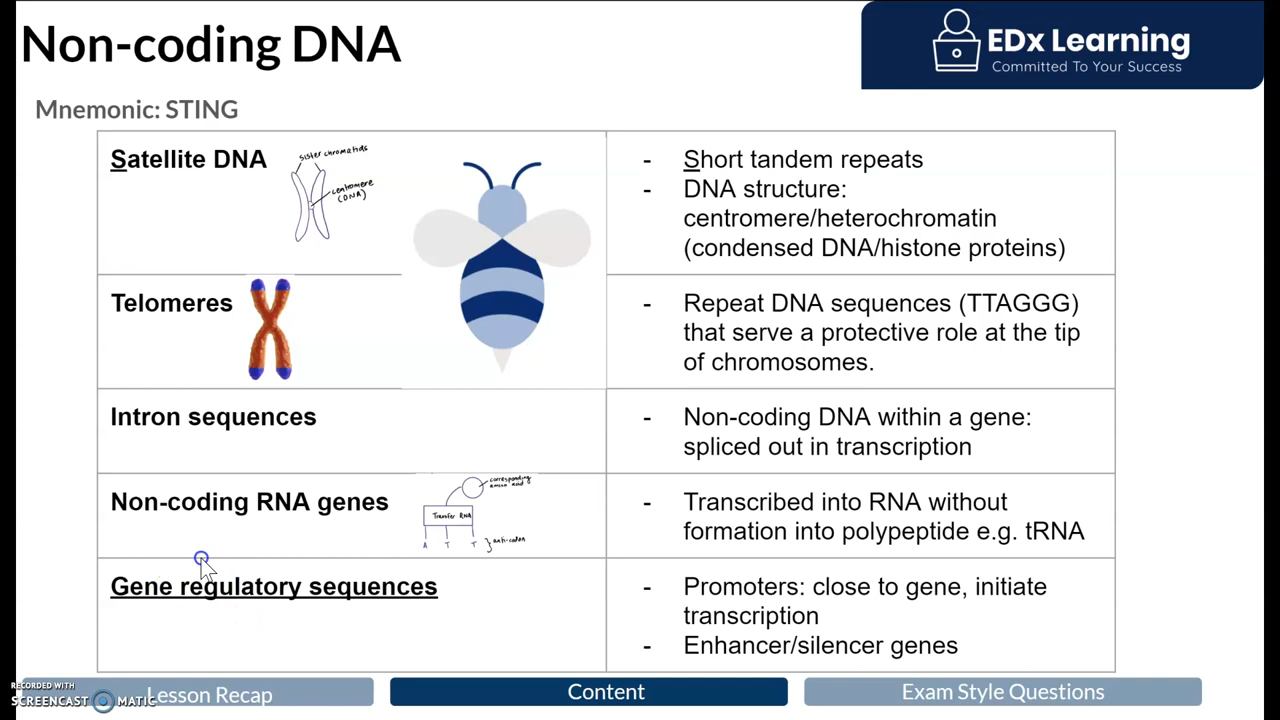 Non-coding DNA
EDx Learning
Committed To Your Success
Mnemonic: STING
Satellite DNA
sister chromatids
centromere
(DNA)
- Short tandem repeats
- DNA structure:
centromere/heterochromatin
(condensed DNA/histone proteins)
Telomeres
- Repeat DNA sequences (TTAGGG)
that serve a protective role at the tip
of chromosomes.
Intron sequences
- Non-coding DNA within a gene:
spliced out in transcription
Non-coding RNA genes
corresponding
amino acid
Transfer RNA
A T T
anti-codon
- Transcribed into RNA without
formation into polypeptide e.g. tRNA
Gene regulatory sequences
- Promoters: close to gene, initiate
transcription
- Enhancer/silencer genes
RECORDED WITH
SCREENCAST MATIC
Lesson Recap
Content
Exam Style Questions